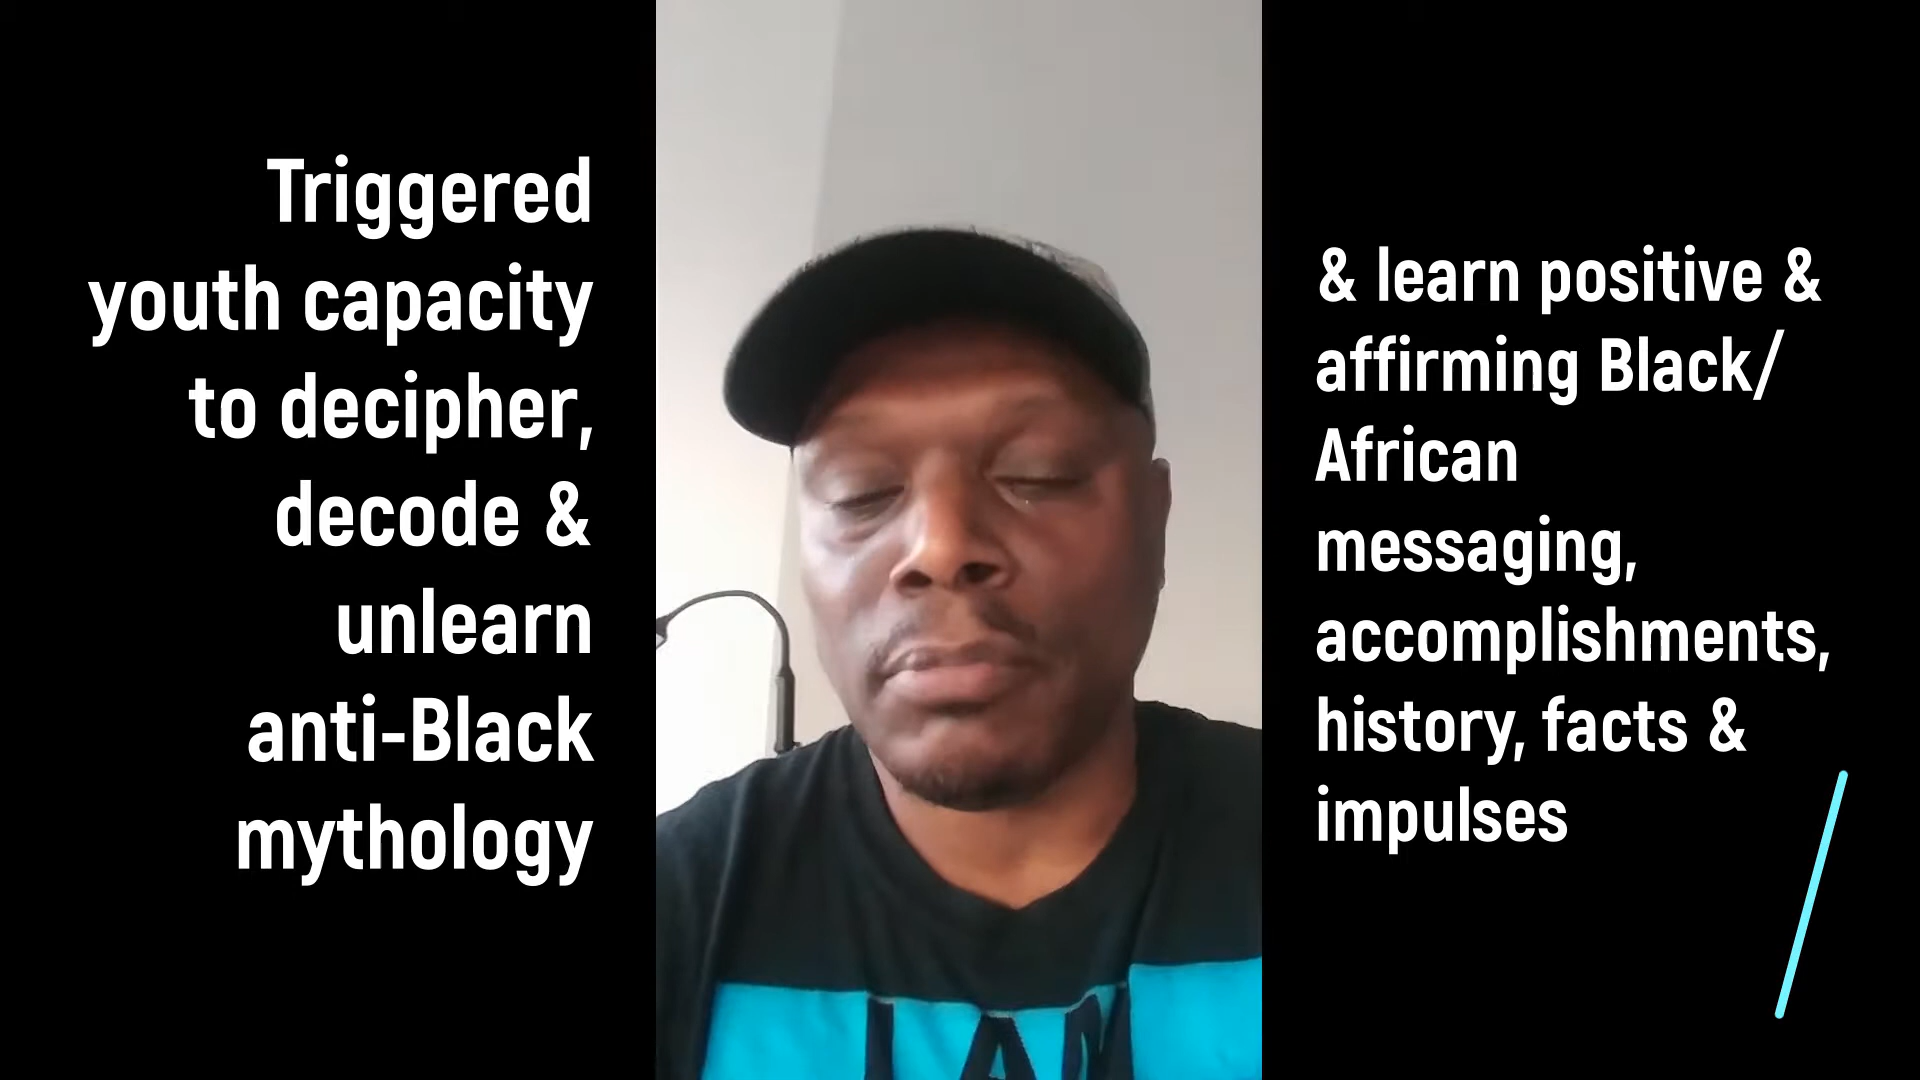 Triggered
youth capacity
to decipher,
decode &
unlearn
anti-Black
mythology
& learn positive &
affirming Black/
African
messaging,
accomplishments,
history, facts &
impulses
I AM